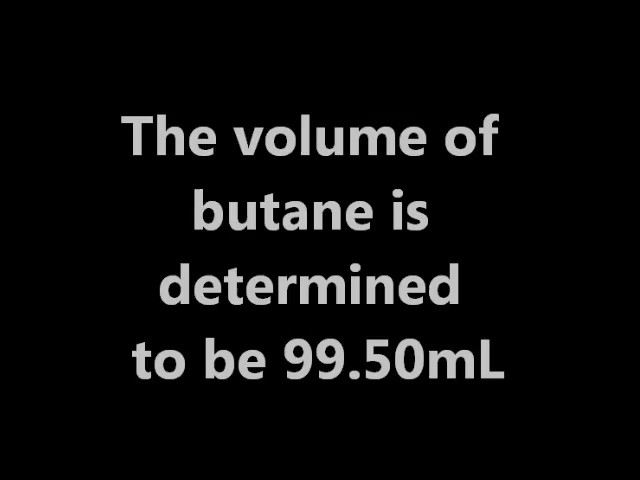 The volume of
butane is
determined
to be 99.50mL